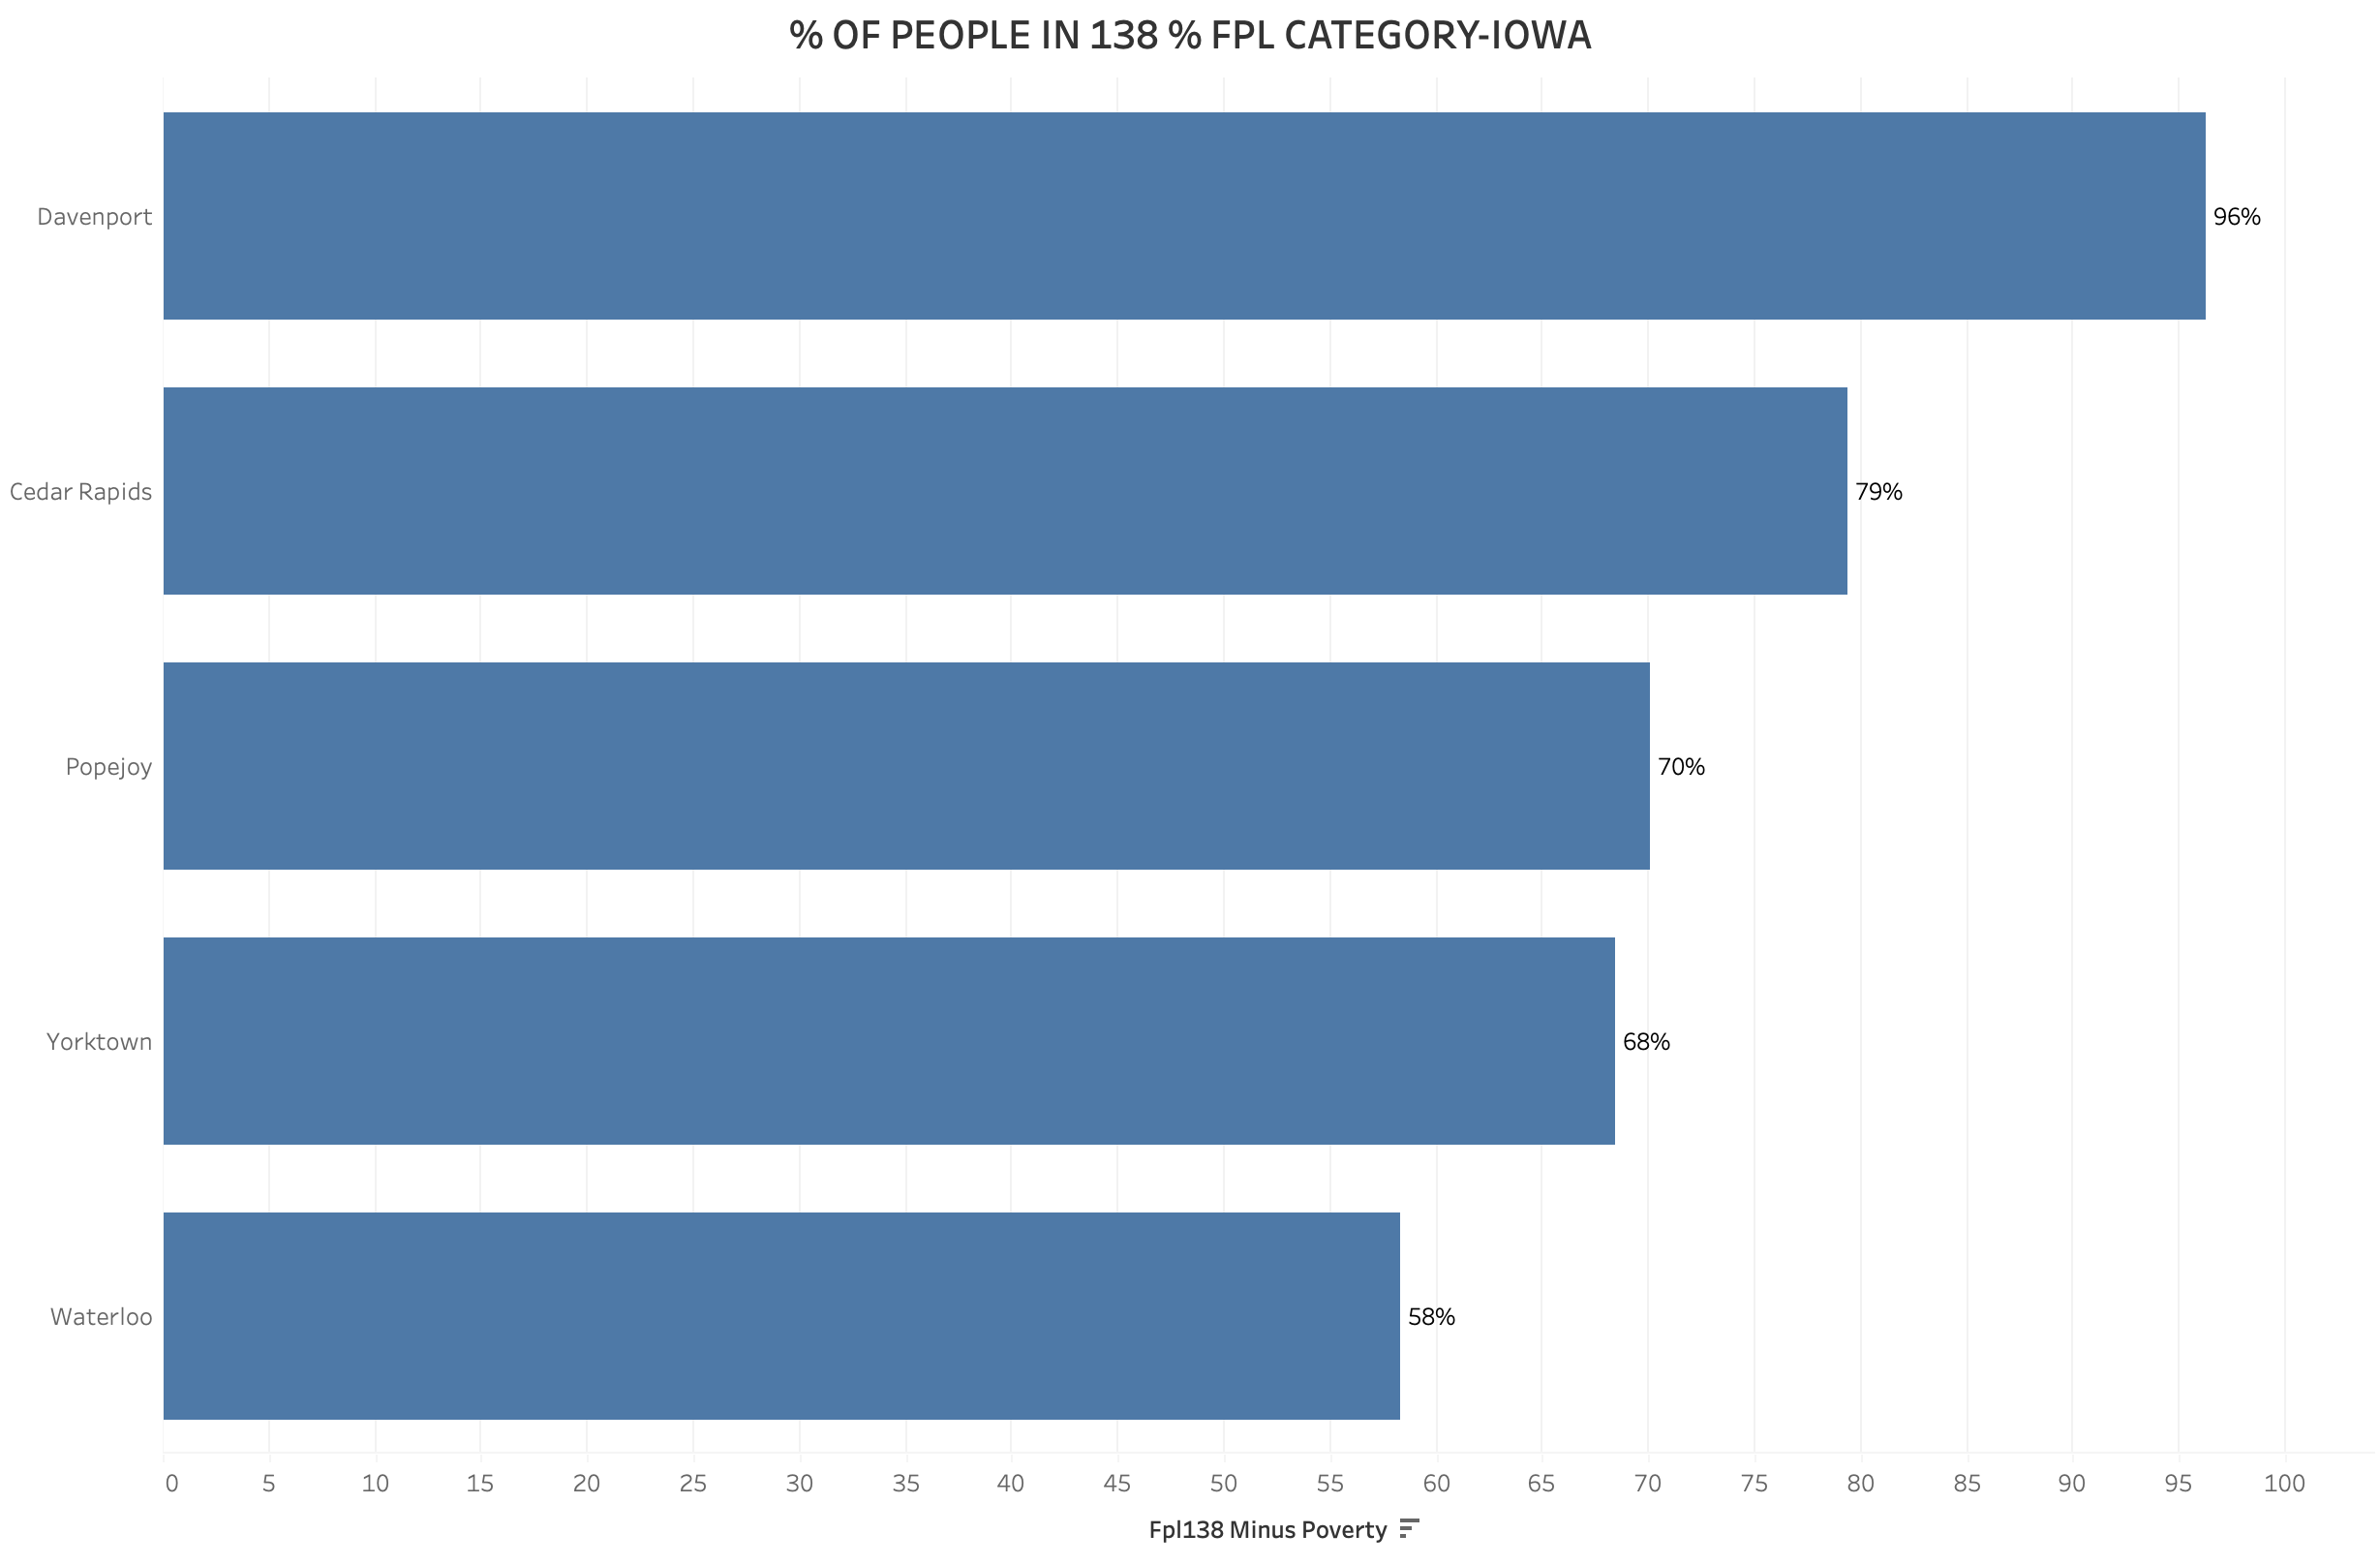 % OF PEOPLE IN 138 % FPL CATEGORY-IOWA
Davenport
96%
Cedar Rapids
79%
Popejoy
70%
Yorktown
68%
Waterloo
58%
0 5 10 15 20 25 30 35 40 45 50 55 60 65 70 75 80 85 90 95 100
Fpl138 Minus Poverty